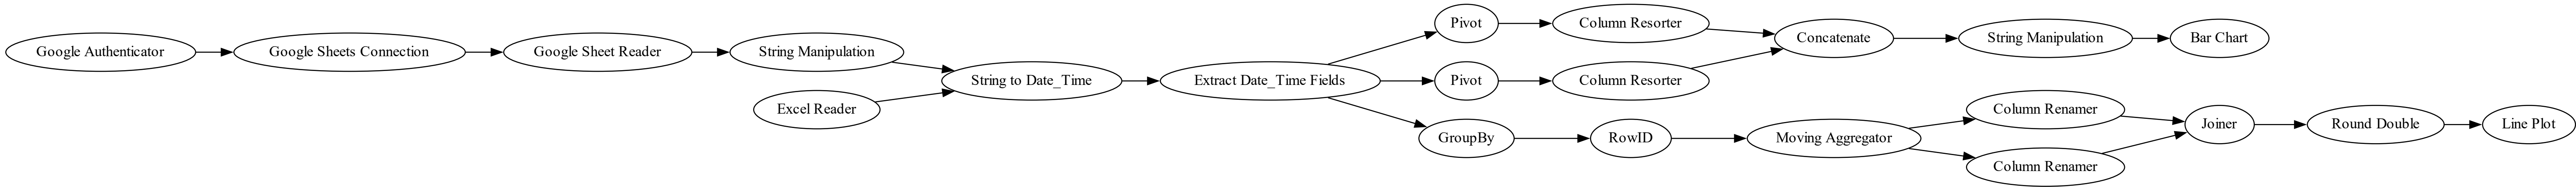 Google Authenticator
Google Sheets Connection
Google Sheet Reader
String Manipulation
Excel Reader
String to Date_Time
Extract Date_Time Fields
Pivot
Column Resorter
Pivot
Column Resorter
Concatenate
String Manipulation
Bar Chart
GroupBy
RowID
Moving Aggregator
Column Renamer
Column Renamer
Joiner
Round Double
Line Plot